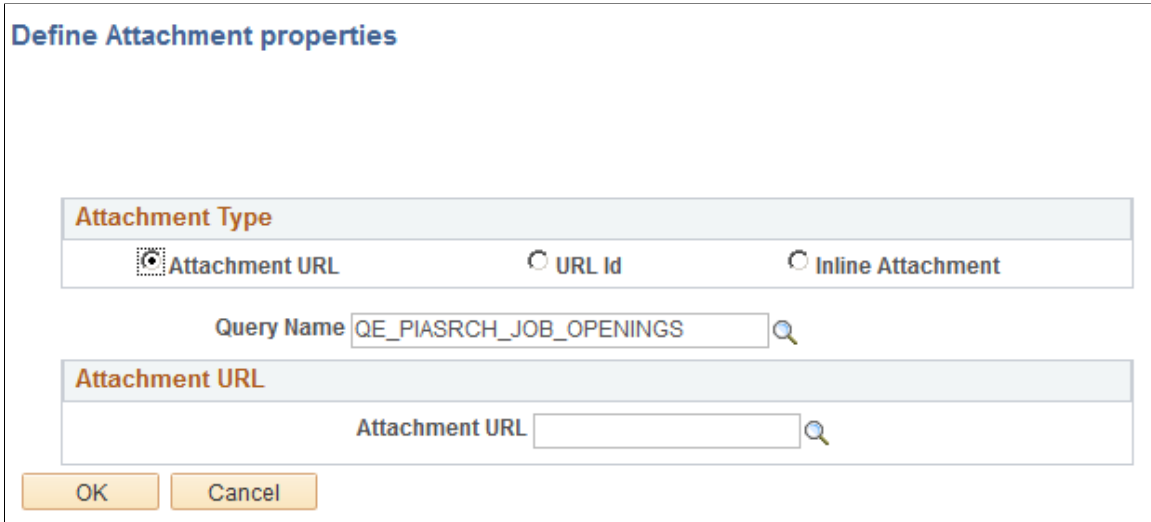 Define Attachment properties
Attachment Type
Attachment URL URL Id Inline Attachment
Query Name QE_PIASRCH_JOB_OPENINGS
Attachment URL
Attachment URL
OK Cancel